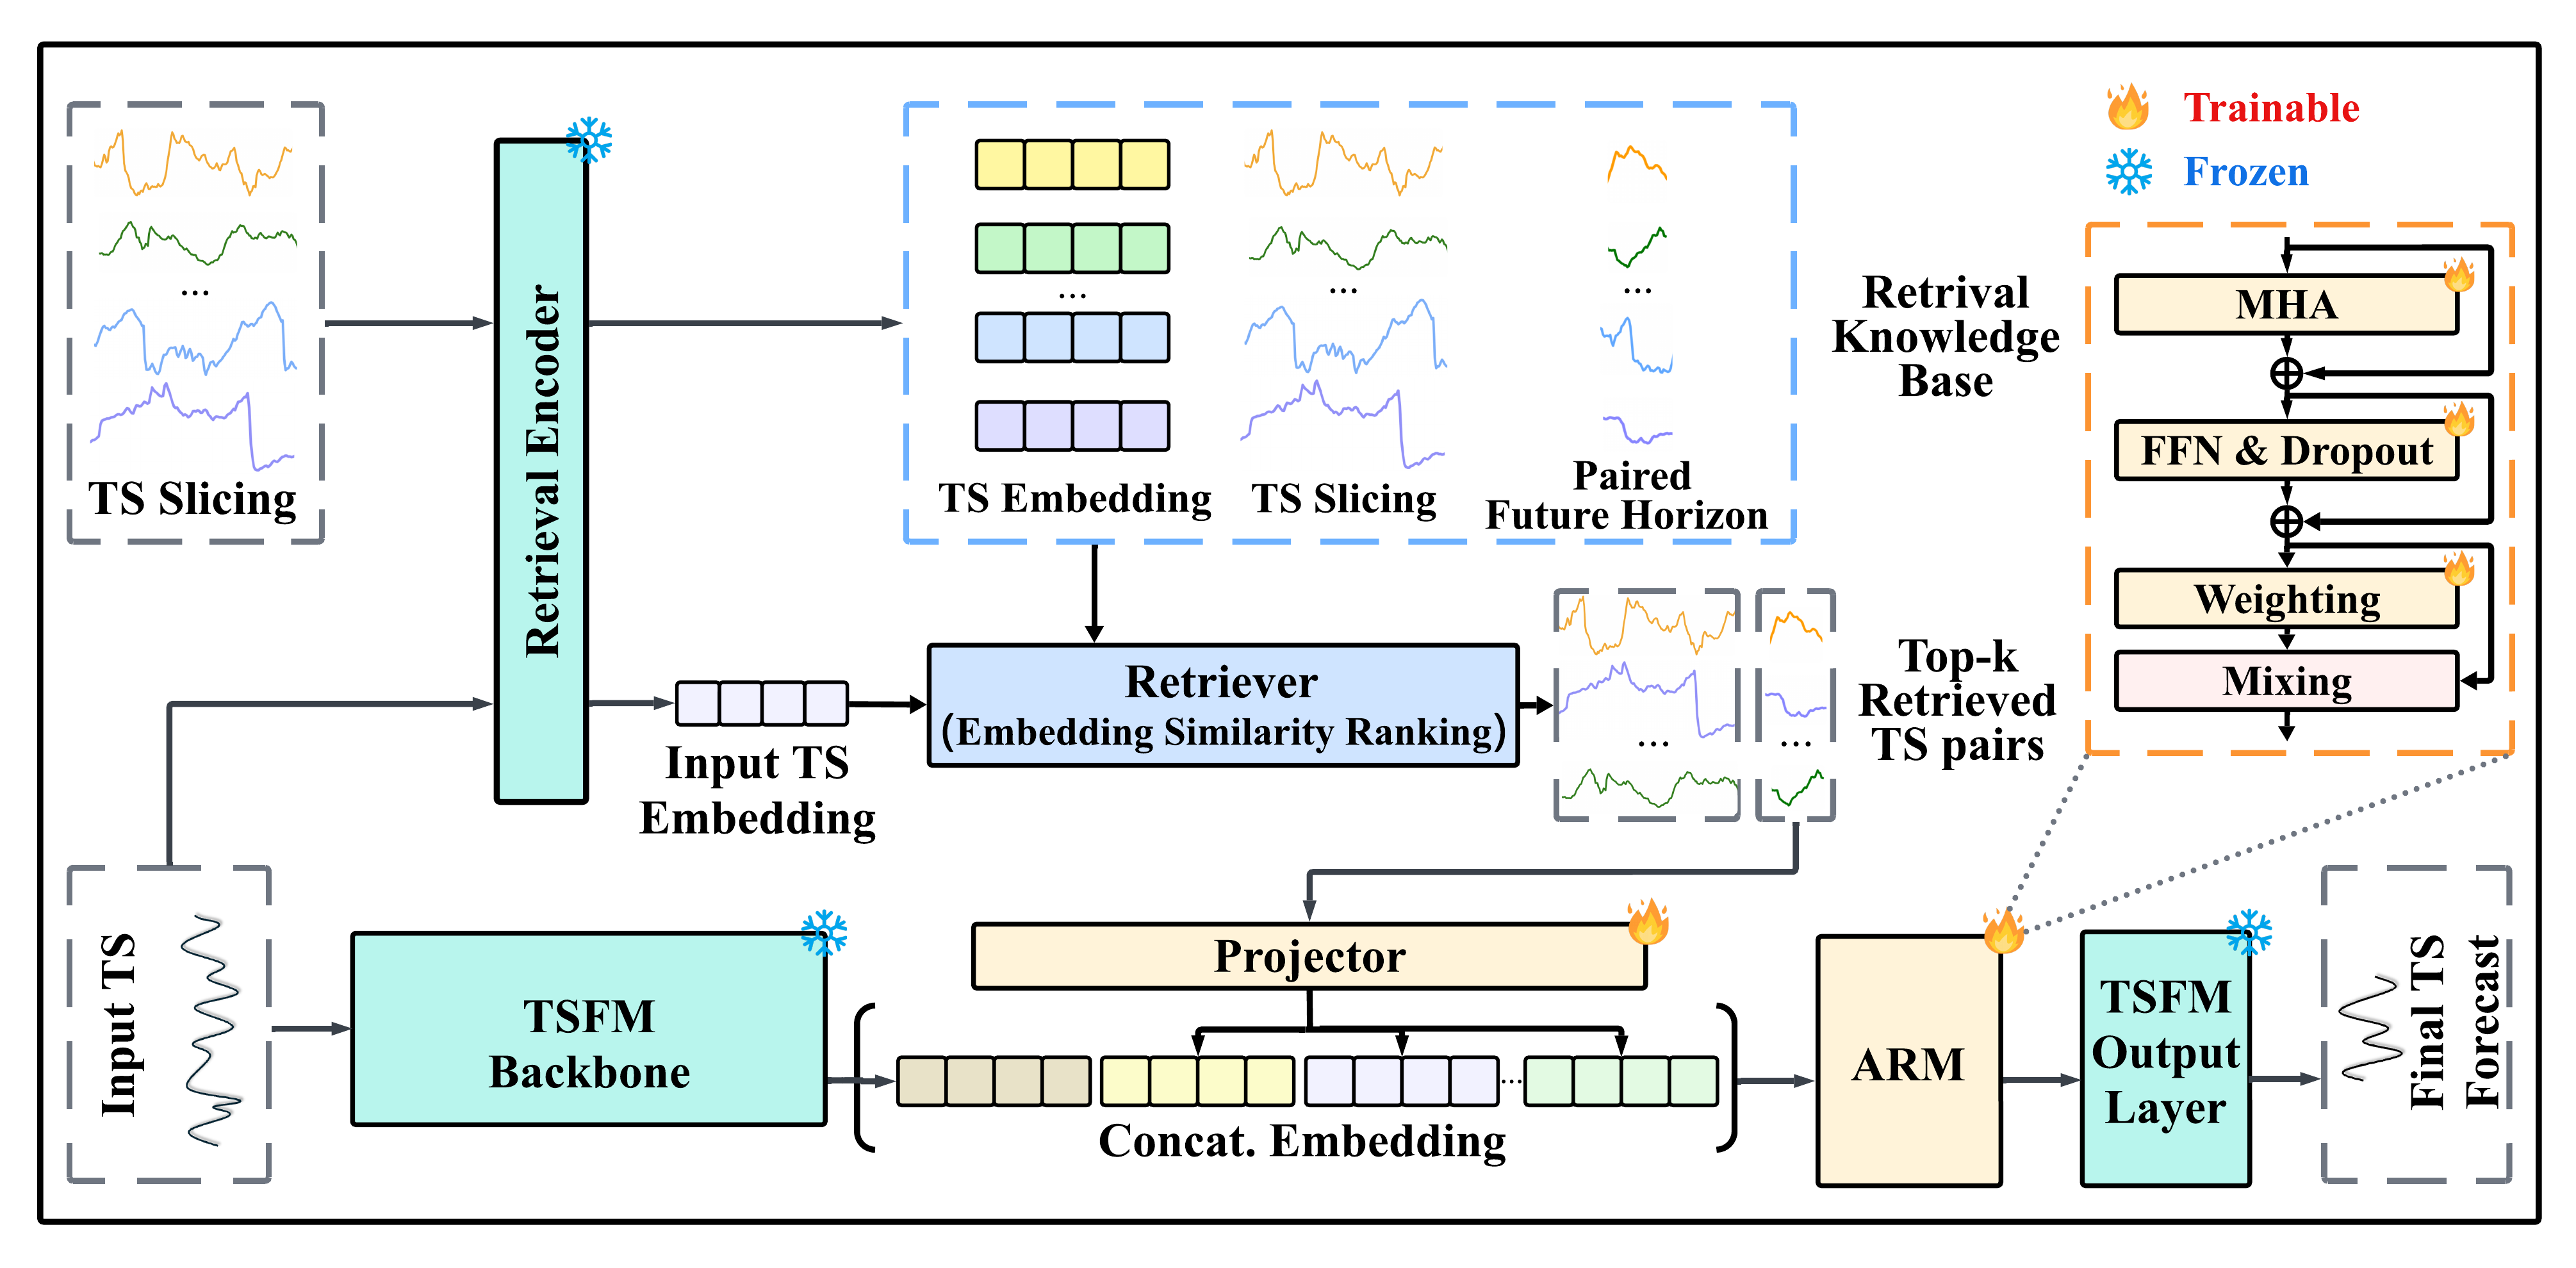 Trainable
Frozen
TS Slicing
Retrieval Encoder
...
TS Embedding
...
TS Slicing
...
Paired
Future Horizon
...
Retrival
Knowledge
Base
MHA
FFN & Dropout
Weighting
Mixing
Input TS
Embedding
Retriever
(Embedding Similarity Ranking)
...
...
Top-k
Retrieved
TS pairs
Input TS
TSFM
Backbone
Projector
...
Concat. Embedding
ARM
TSFM
Output
Layer
Final TS
Forecast